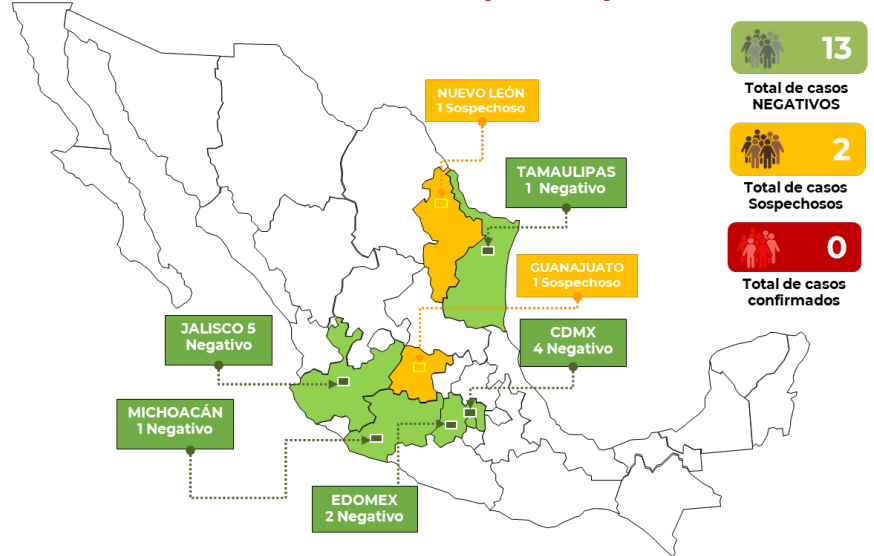 13
Total de casos
NEGATIVOS
NUEVO LEÓN
1 Sospechoso
2
Total de casos
Sospechosos
TAMAULIPAS
1 Negativo
0
Total de casos
confirmados
GUANAJUATO
1 Sospechoso
JALISCO 5
Negativo
CDMX
4 Negativo
MICHOACÁN
1 Negativo
EDOMEX
2 Negativo